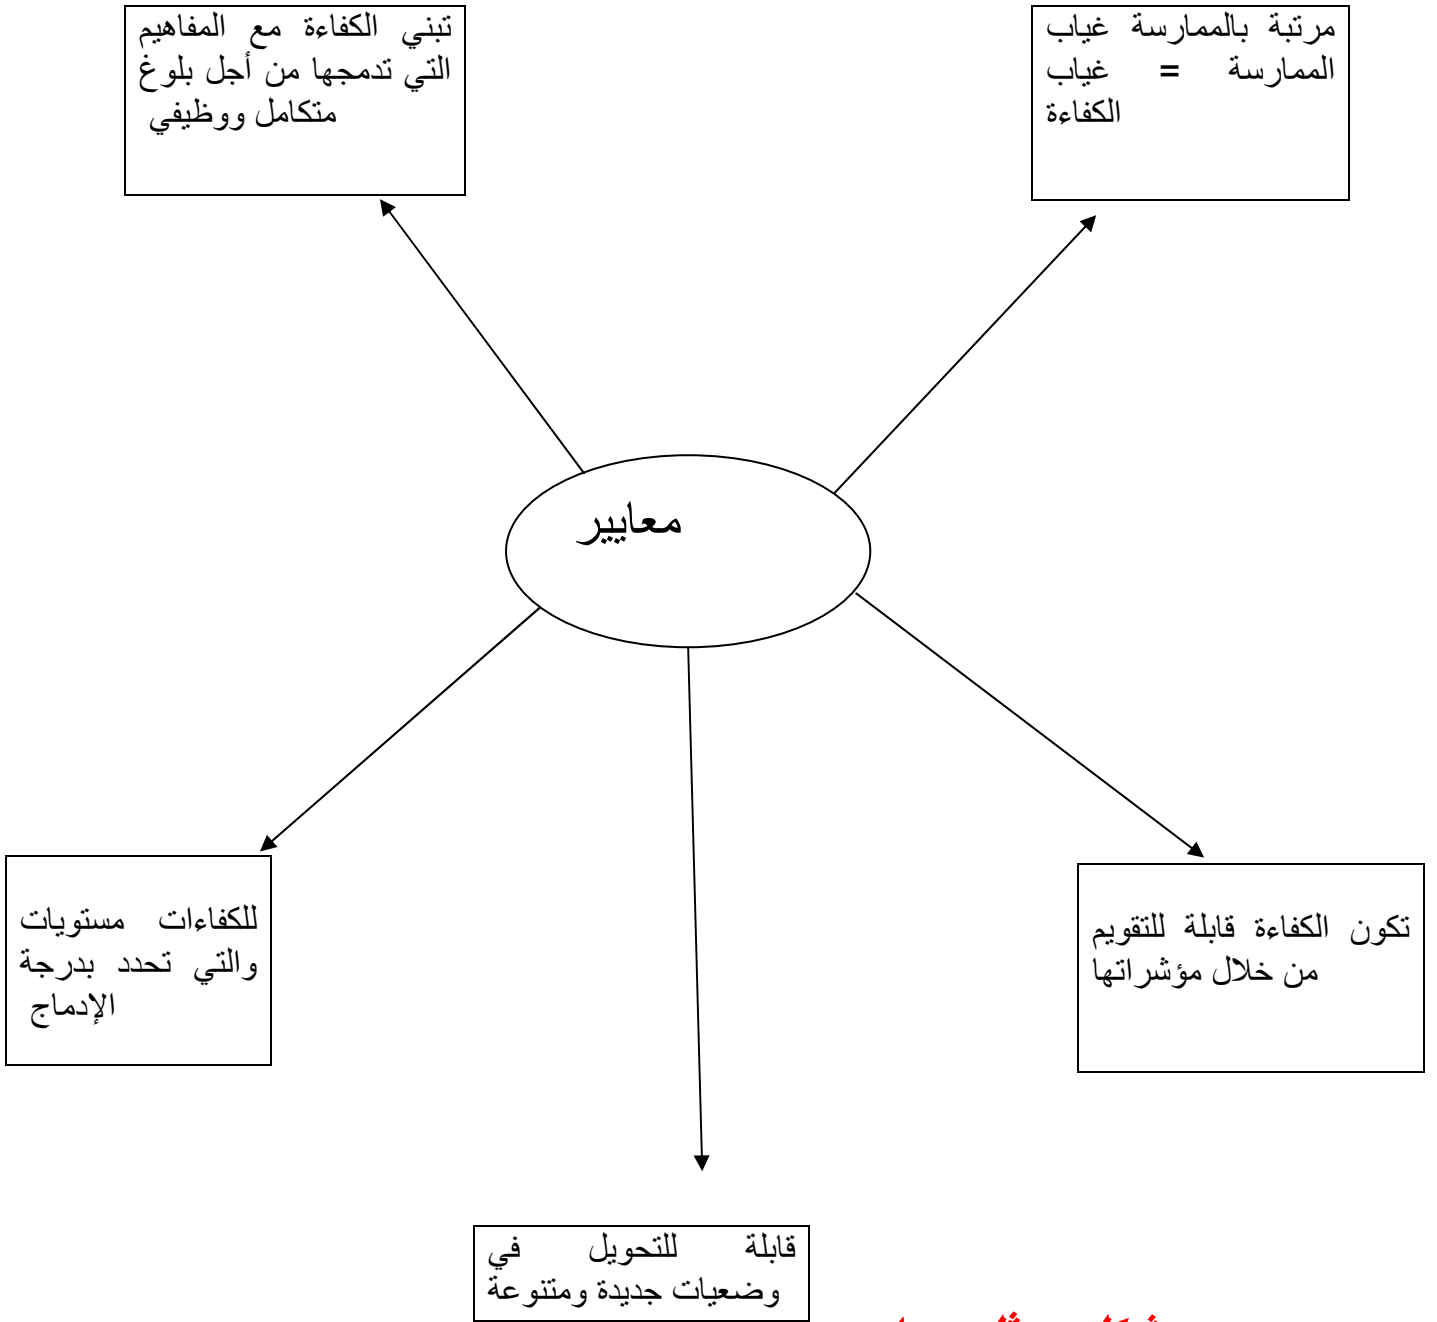 مرتبة بالممارسة غياب
الممارسة = غياب
الكفاءة
تبني الكفاءة مع المفاهيم
التي تدمجها من أجل بلوغ
متكامل ووظيفي
معايير
تكون الكفاءة قابلة للتقويم
من خلال مؤشراتها
للكفاءات مستويات
والتي تحدد بدرجة
الإدماج
قابلة للتحويل في
وضعيات جديدة ومتنوعة